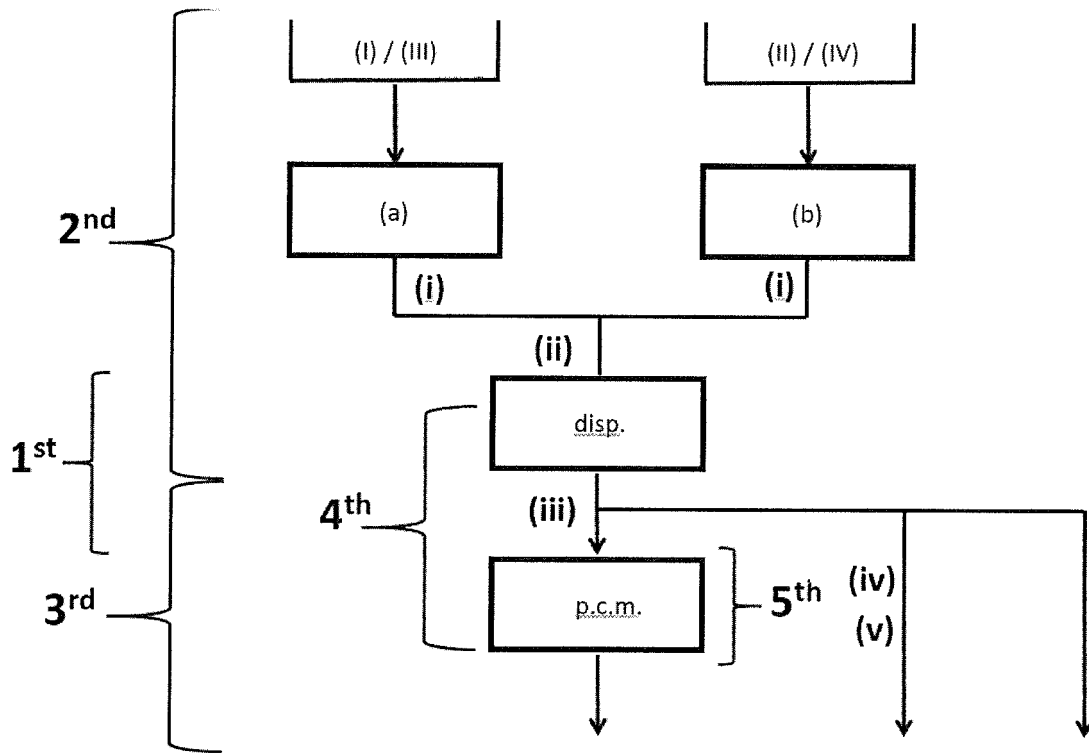 (I) / (III)
(II) / (IV)
2nd
(a)
(b)
(i)
(i)
(ii)
1st
disp.
4th
(iii)
3rd
p.c.m.
5th
(iv)
(v)